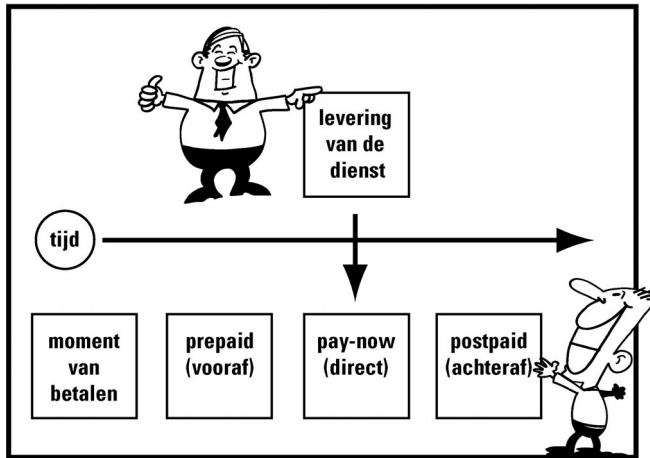 levering
van de
dienst
tijd
moment
van
betalen
prepaid
(vooraf)
pay-now
(direct)
postpaid
(achteraf)